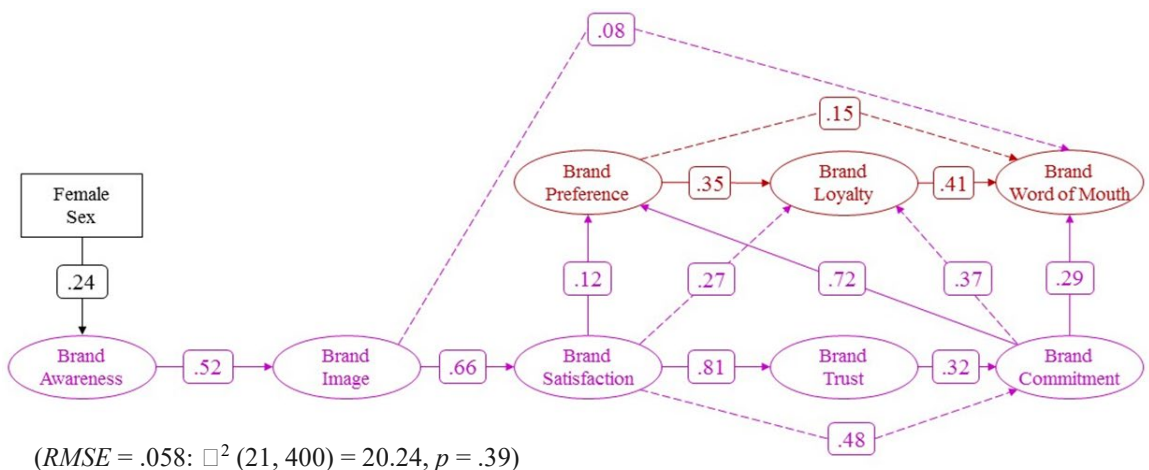 .08
.15
Brand
Preference
.35
Brand
Loyalty
.41
Brand
Word of Mouth
Female
Sex
.24
.12
.27
.72
.37
.29
Brand
Awareness
.52
Brand
Image
.66
Brand
Satisfaction
.81
Brand
Trust
.32
Brand
Commitment
.48
(RMSE = .058: □² (21, 400) = 20.24, p = .39)